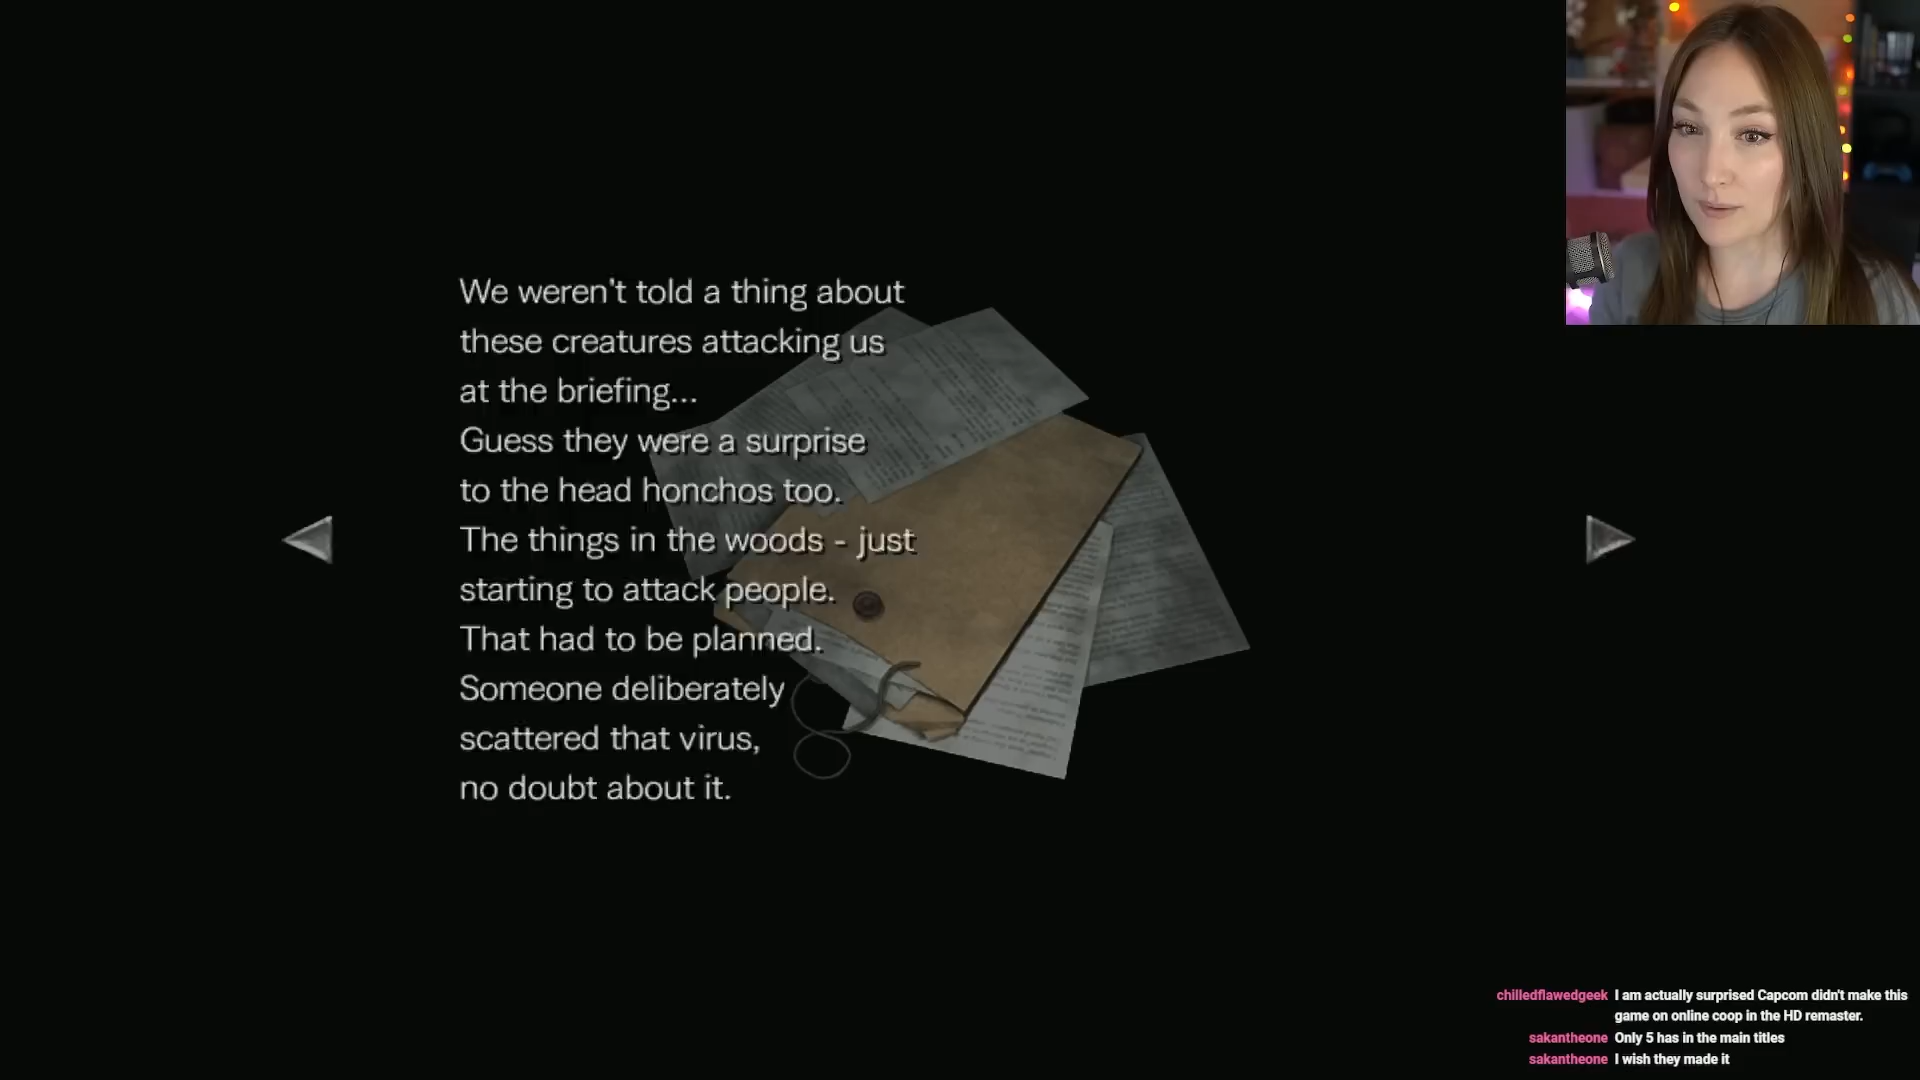 We weren't told a thing about
these creatures attacking us
at the briefing...
Guess they were a surprise
to the head honchos too.
The things in the woods - just
starting to attack people.
That had to be planned.
Someone deliberately
scattered that virus,
no doubt about it.
chilledflawedgeek I am actually surprised Capcom didn't make this
game on online coop in the HD remaster.
sakantheone Only 5 has in the main titles
sakantheone I wish they made it